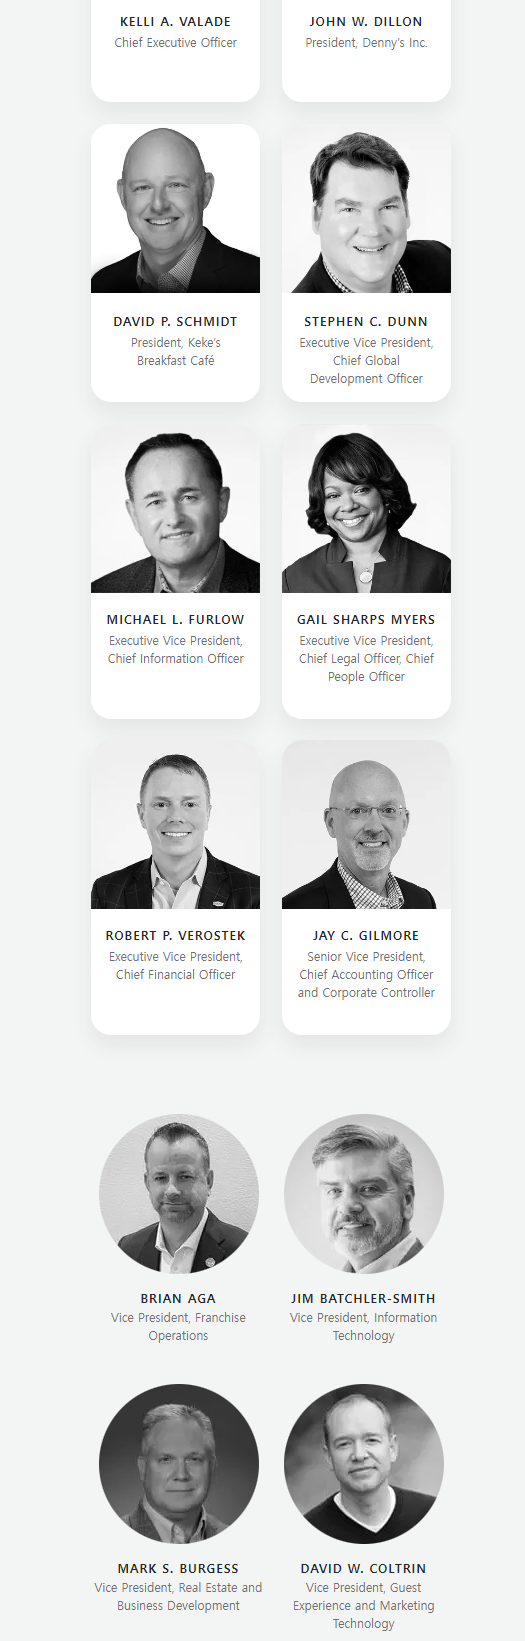 KELLI A. VALADE
Chief Executive Officer
JOHN W. DILLON
President, Denny's Inc.
DAVID P. SCHMIDT
President, Keke's
Breakfast Café
STEPHEN C. DUNN
Executive Vice President,
Chief Global
Development Officer
MICHAEL L. FURLOW
Executive Vice President,
Chief Information Officer
GAIL SHARPS MYERS
Executive Vice President,
Chief Legal Officer, Chief
People Officer
ROBERT P. VEROSTEK
Executive Vice President,
Chief Financial Officer
JAY C. GILMORE
Senior Vice President,
Chief Accounting Officer
and Corporate Controller
BRIAN AGA
Vice President, Franchise
Operations
JIM BATCHLER-SMITH
Vice President, Information
Technology
MARK S. BURGESS
Vice President, Real Estate and
Business Development
DAVID W. COLTRIN
Vice President, Guest
Experience and Marketing
Technology